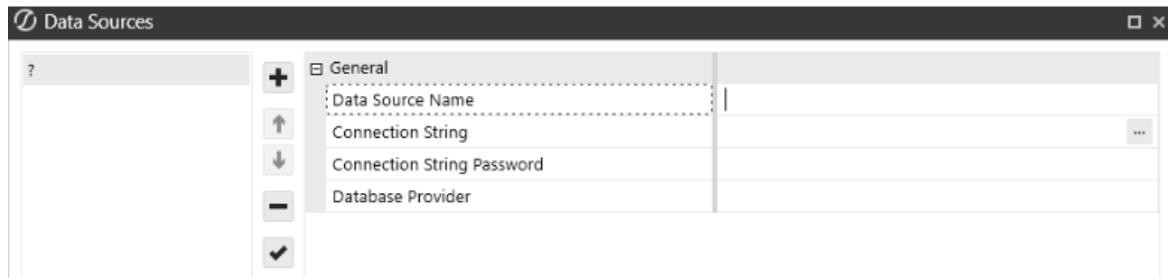 Data Sources
?
General
Data Source Name
Connection String
...
Connection String Password
Database Provider